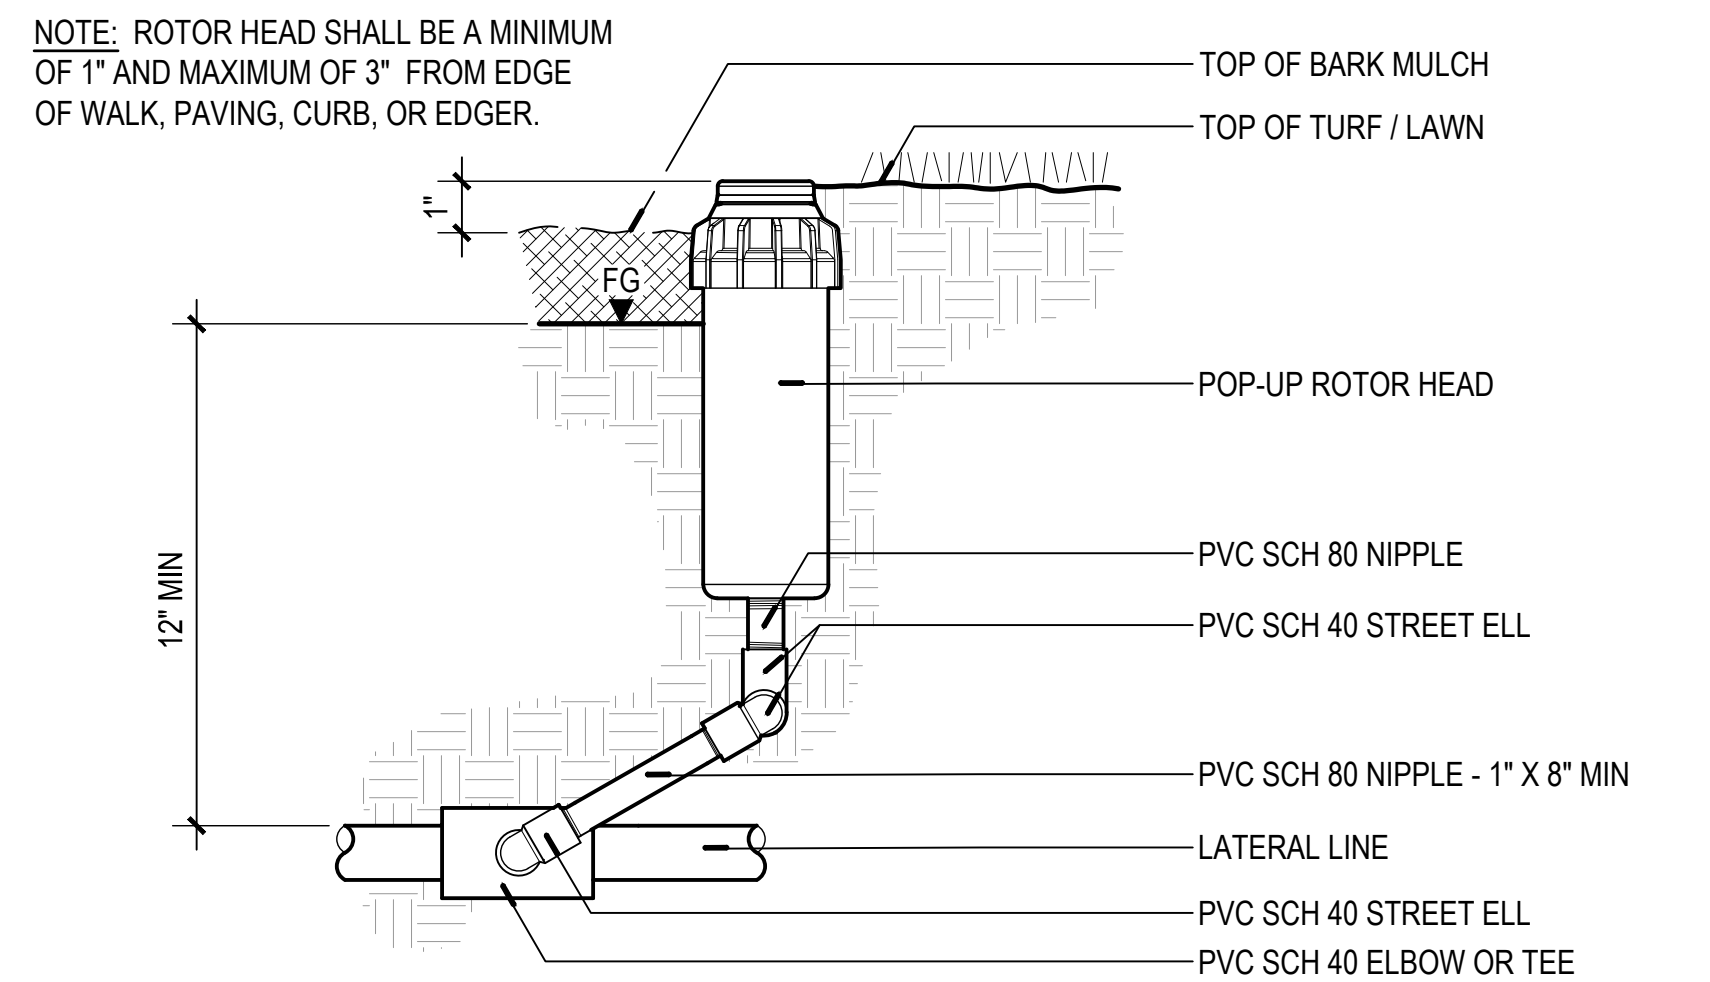 NOTE: ROTOR HEAD SHALL BE A MINIMUM
OF 1" AND MAXIMUM OF 3" FROM EDGE
OF WALK, PAVING, CURB, OR EDGER.
TOP OF BARK MULCH
TOP OF TURF / LAWN
1"
FG
POP-UP ROTOR HEAD
12" MIN
PVC SCH 80 NIPPLE
PVC SCH 40 STREET ELL
PVC SCH 80 NIPPLE - 1" X 8" MIN
LATERAL LINE
PVC SCH 40 STREET ELL
PVC SCH 40 ELBOW OR TEE